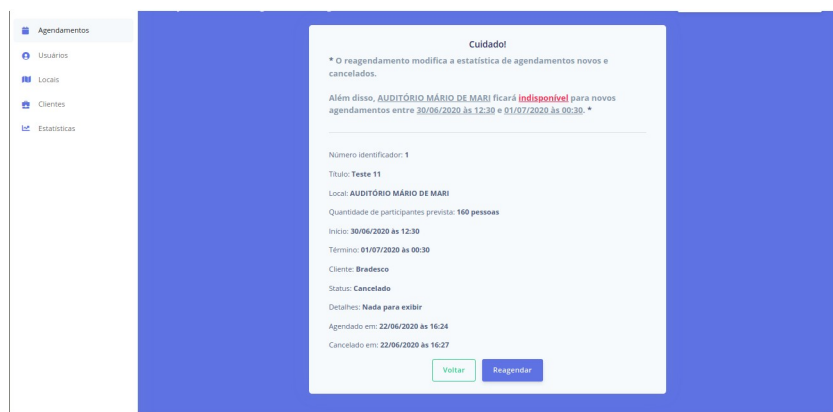 Agendamentos
Usuários
Locais
Clientes
Estatísticas
Cuidado!
* O reagendamento modifica a estatística de agendamentos novos e
cancelados.
Além disso, AUDITÓRIO MÁRIO DE MARI ficará indisponível para novos
agendamentos entre 30/06/2020 às 12:30 e 01/07/2020 às 00:30. *
Número identificador: 1
Título: Teste 11
Local: AUDITÓRIO MÁRIO DE MARI
Quantidade de participantes prevista: 160 pessoas
Início: 30/06/2020 às 12:30
Término: 01/07/2020 às 00:30
Cliente: Bradesco
Status: Cancelado
Detalhes: Nada para exibir
Agendado em: 22/06/2020 às 16:24
Cancelado em: 22/06/2020 às 16:27
Voltar Reagendar